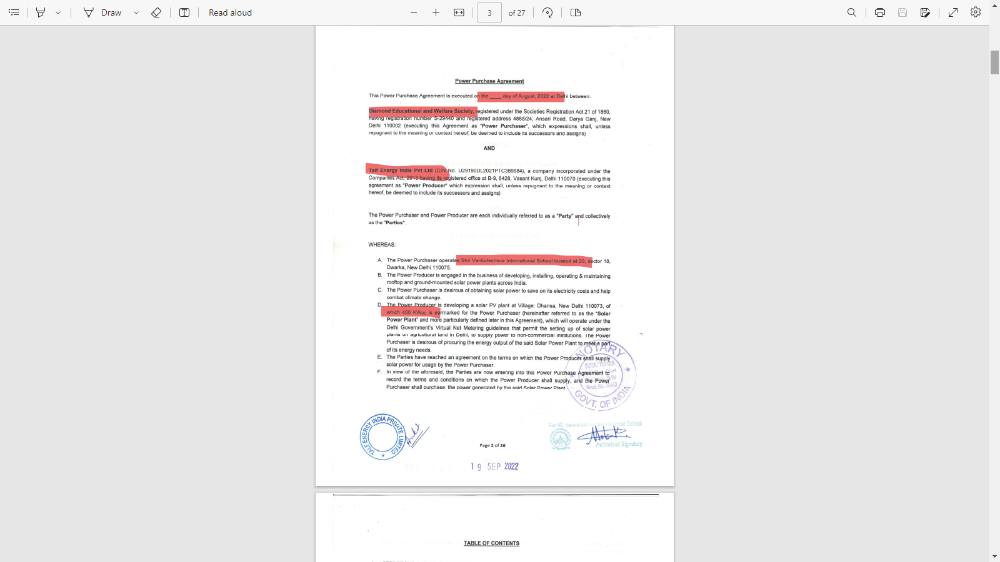 Draw
Read aloud
3
of 27
Power Purchase Agreement
This Power Purchase Agreement is executed on the ____ day of August, 2022 at Delhi between:
Diamond Educational and Welfare Society, registered under the Societies Registration Act 21 of 1860,
having registration number S-29440 and registered address 4868/24, Ansari Road, Darya Ganj, New
Delhi 110002 (executing this Agreement as "Power Purchaser", which expressions shall, unless
repugnant to the meaning or context hereof, be deemed to include its successors and assigns)
AND
Talf Energy India Pvt Ltd (CIN No. U29190DL2021PTC386684), a company incorporated under the
Companies Act, 2013 having its registered office at B-9, 6428, Vasant Kunj, Delhi 110070 (executing this
agreement as "Power Producer" which expression shall, unless repugnant to the meaning or context
hereof, be deemed to include its successors and assigns)
The Power Purchaser and Power Producer are each individually referred to as a "Party" and collectively
as the "Parties".
WHEREAS:
A. The Power Purchaser operates Shri Venkateshwar International School located at 20, sector 18,
Dwarka, New Delhi 110075.
B. The Power Producer is engaged in the business of developing, installing, operating & maintaining
rooftop and ground-mounted solar power plants across India.
C. The Power Purchaser is desirous of obtaining solar power to save on its electricity costs and help
combat climate change.
D. The Power Producer is developing a solar PV plant at Village: Dhansa, New Delhi 110073, of
which 400 KWDC is earmarked for the Power Purchaser (hereinafter referred to as the "Solar
Power Plant" and more particularly defined later in this Agreement), which will operate under the
Delhi Government's Virtual Net Metering guidelines that permit the setting up of solar power
plants on agricultural land in Delhi, to supply power to non-commercial institutions. The Power
Purchaser is desirous of procuring the energy output of the said Solar Power Plant to meet a part
of its energy needs.
E. The Parties have reached an agreement on the terms on which the Power Producer shall supply
solar power for usage by the Power Purchaser.
F. In view of the aforesaid, the Parties are now entering into this Power Purchase Agreement to
record the terms and conditions on which the Power Producer shall supply, and the Power
Purchaser shall purchase, the power generated by the said Solar Power Plant.
NOTARY
GOVT. OF INDIA
TALF ENERGY INDIA PRIVATE LIMITED
Ankit
For श्री Venkateshwar International School
Authorised Signatory
Page 2 of 26
19 SEP 2022
TABLE OF CONTENTS